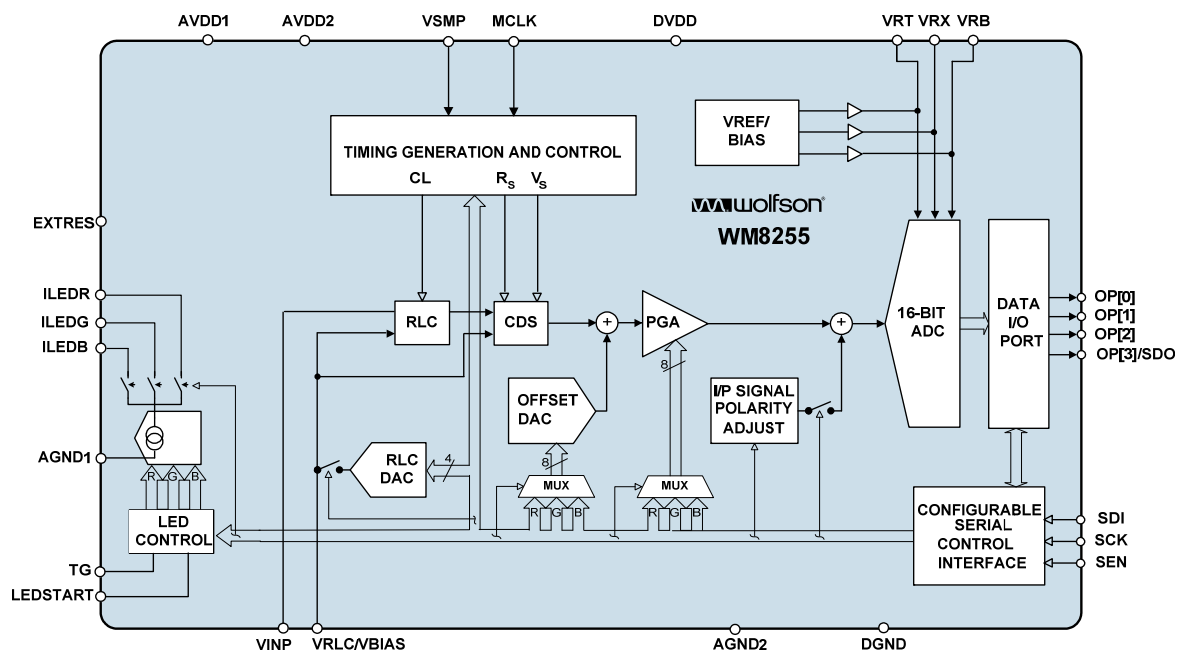 AVDD1 AVDD2 VSMP MCLK DVDD VRT VRX VRB
VREF/
BIAS
TIMING GENERATION AND CONTROL
CL RS VS
wolfson®
WM8255
EXTRES
ILEDR
ILEDG
ILEDB
RLC
CDS
+
PGA
+
16-BIT
ADC
DATA
I/O
PORT
OP[0]
OP[1]
OP[2]
OP[3]/SDO
8
OFFSET
DAC
I/P SIGNAL
POLARITY
ADJUST
AGND1
RLC
DAC
4
8
MUX
MUX
R G B
R G B
R G B
LED
CONTROL
CONFIGURABLE
SERIAL
CONTROL
INTERFACE
SDI
SCK
SEN
TG
LEDSTART
VINP VRLC/VBIAS AGND2 DGND